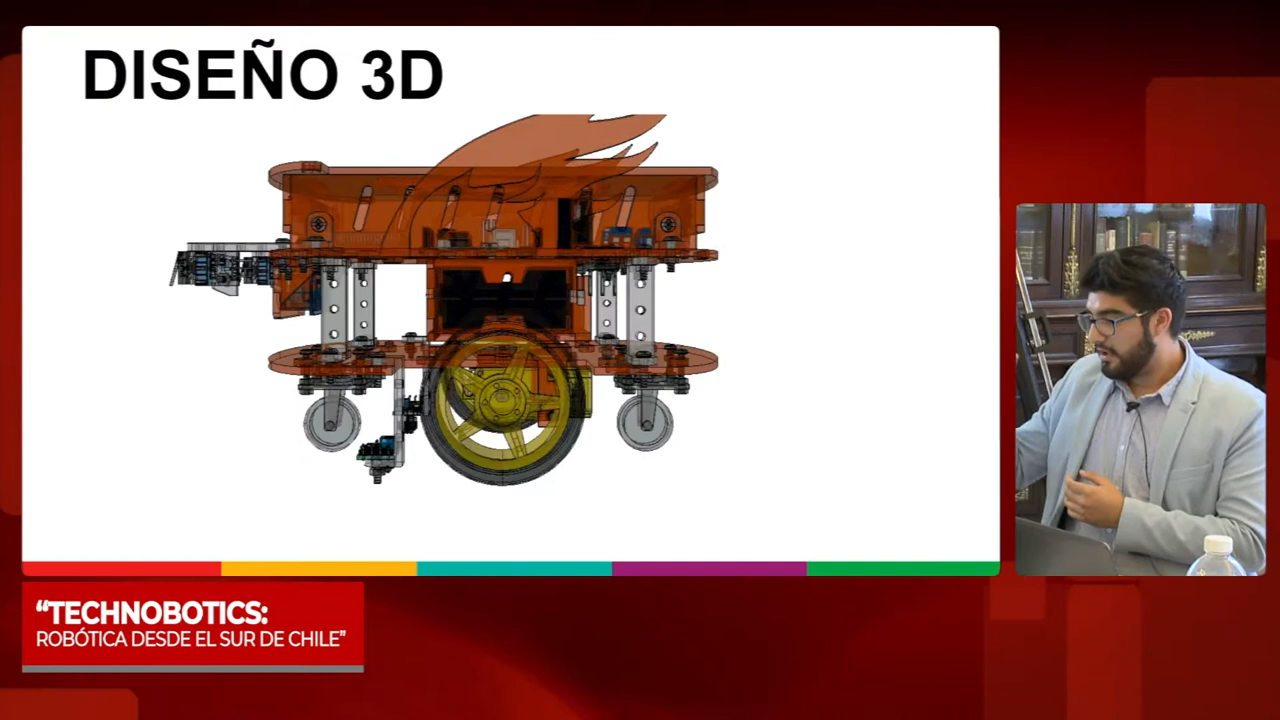 DISEÑO 3D
“TECHNOBOTICS:
ROBÓTICA DESDE EL SUR DE CHILE”